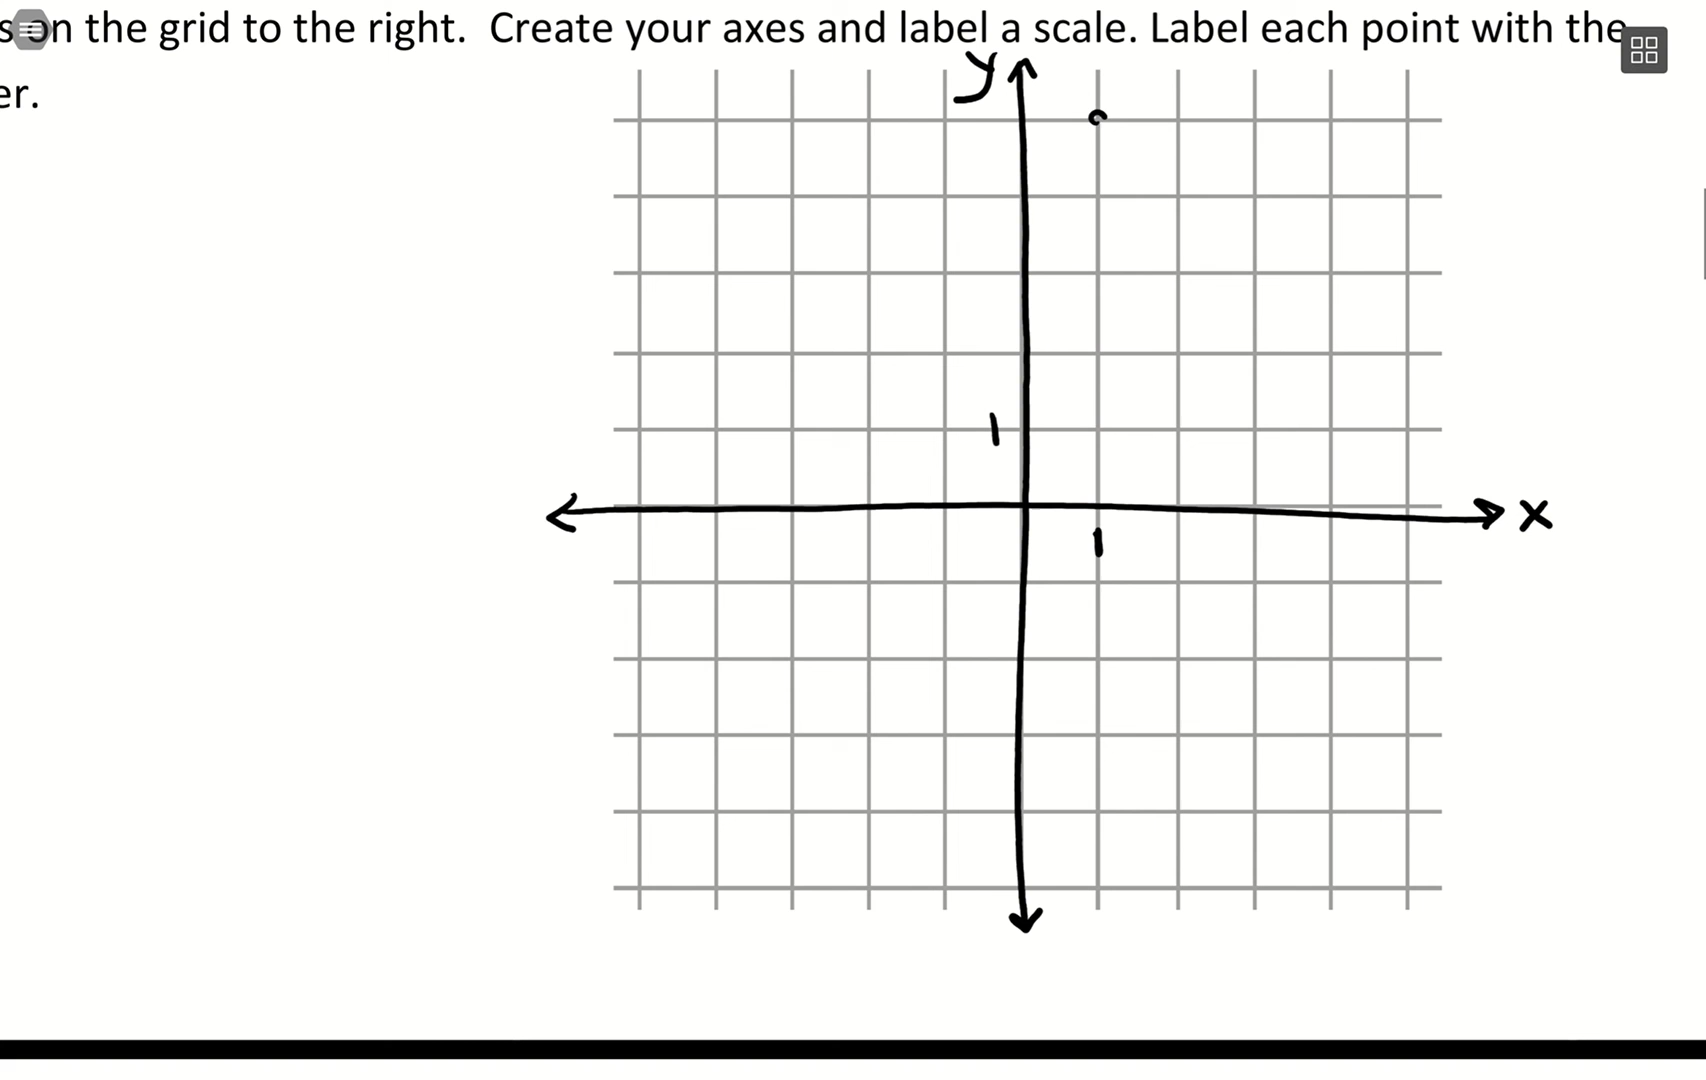 s on the grid to the right. Create your axes and label a scale. Label each point with the
er.
y
1
x
1